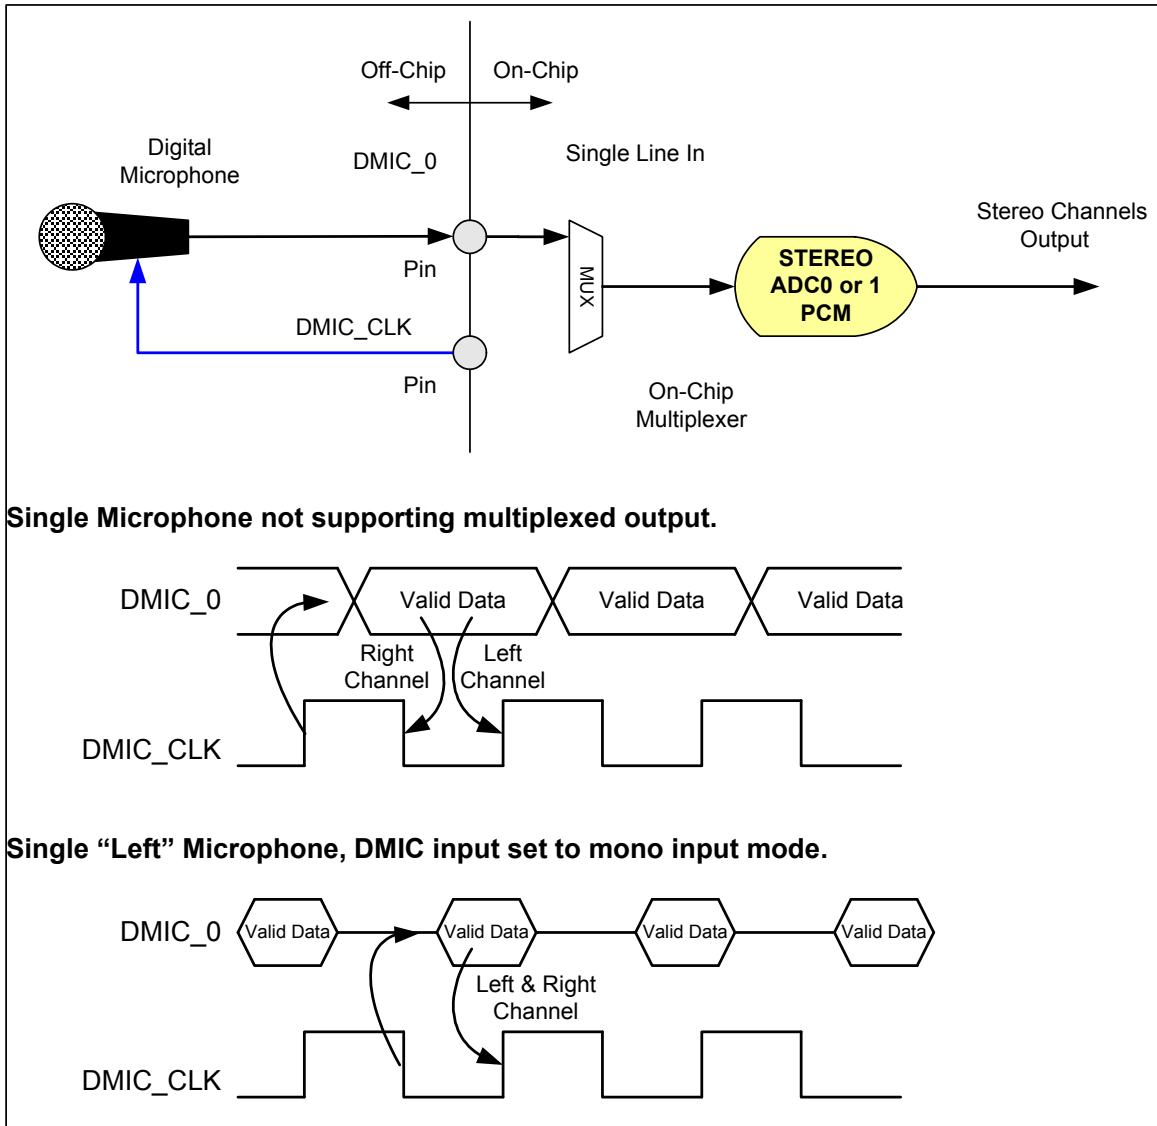 Off-Chip
On-Chip
Digital
Microphone
DMIC_0
Single Line In
Stereo Channels
Output
Pin
MUX
STEREO
ADC0 or 1
PCM
DMIC_CLK
Pin
On-Chip
Multiplexer
Single Microphone not supporting multiplexed output.
DMIC_0
Valid Data
Valid Data
Valid Data
Right
Channel
Left
Channel
DMIC_CLK
Single “Left” Microphone, DMIC input set to mono input mode.
DMIC_0
Valid Data
Valid Data
Valid Data
Valid Data
Left & Right
Channel
DMIC_CLK